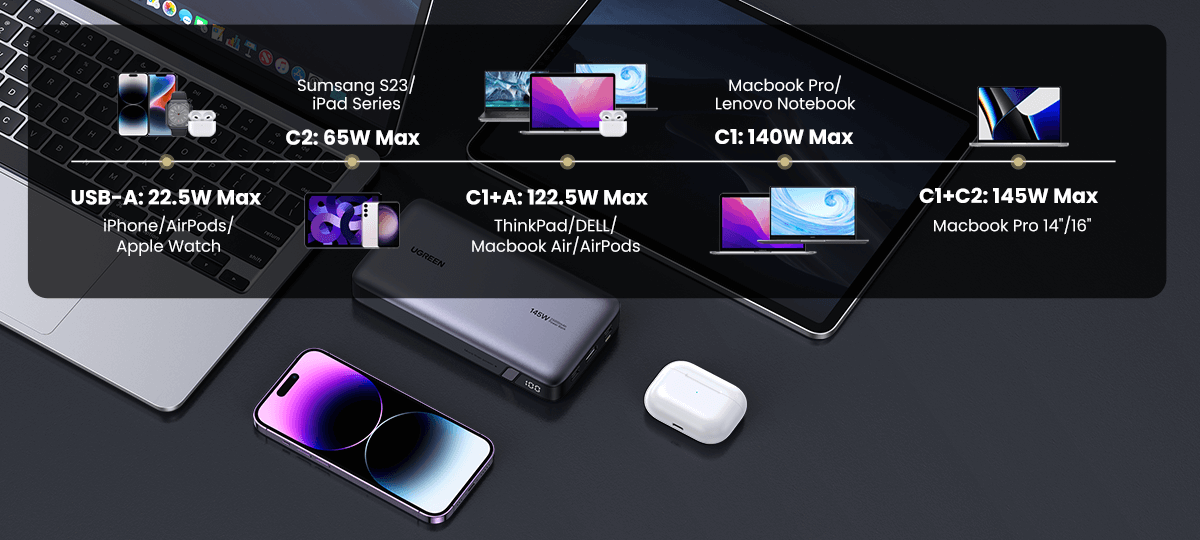 Sumsang S23/
iPad Series
C2: 65W Max
Macbook Pro/
Lenovo Notebook
C1: 140W Max
USB-A: 22.5W Max
iPhone/AirPods/
Apple Watch
C1+A: 122.5W Max
ThinkPad/DELL/
Macbook Air/AirPods
C1+C2: 145W Max
Macbook Pro 14"/16"
UGREEN
145W
100
shift